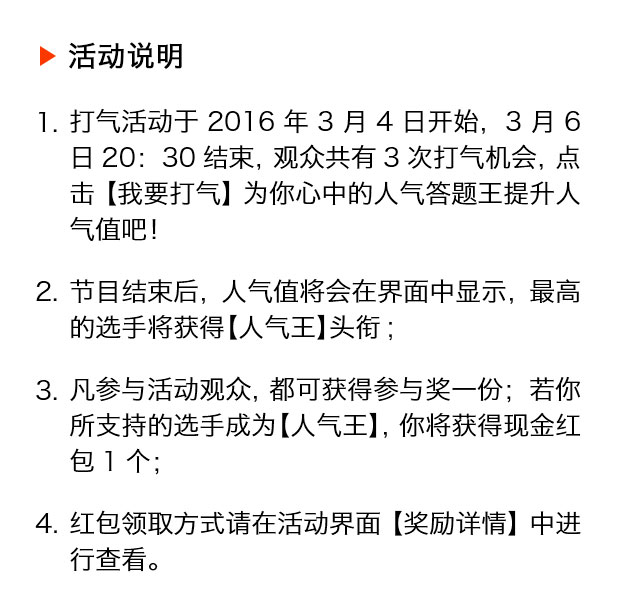 活动说明
1. 打气活动于 2016 年 3 月 4 日开始，3 月 6
日 20：30 结束，观众共有 3 次打气机会，点
击【我要打气】为你心中的人气答题王提升人
气值吧！
2. 节目结束后，人气值将会在界面中显示，最高
的选手将获得【人气王】头衔；
3. 凡参与活动观众，都可获得参与奖一份；若你
所支持的选手成为【人气王】，你将获得现金红
包 1 个；
4. 红包领取方式请在活动界面【奖励详情】中进
行查看。